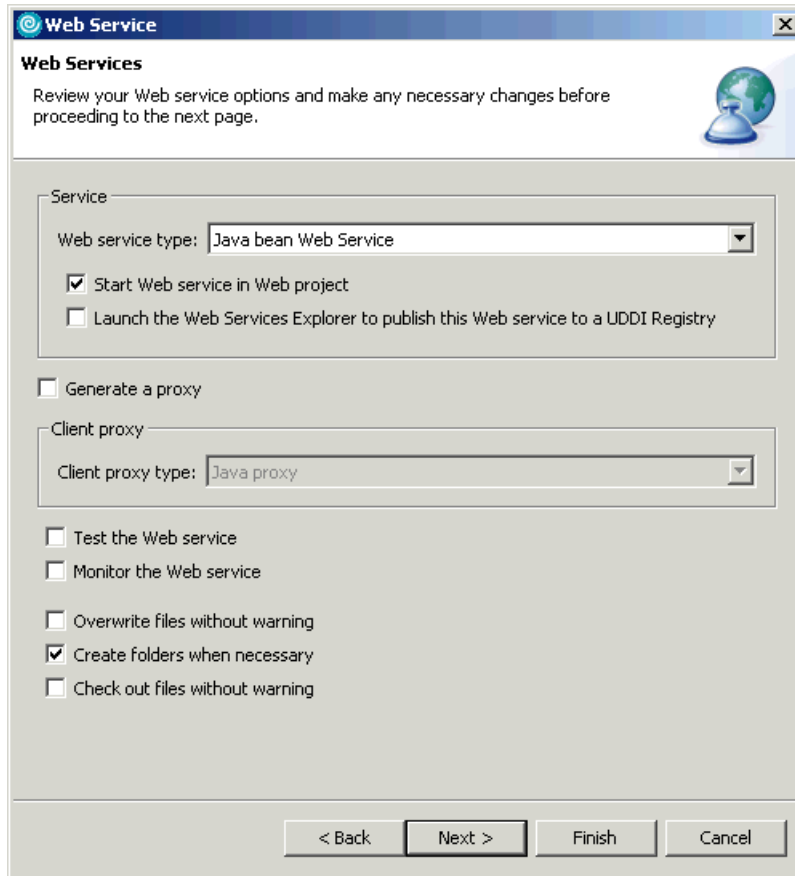 Web Service
Web Services
Review your Web service options and make any necessary changes before
proceeding to the next page.
Service
Web service type: Java bean Web Service
Start Web service in Web project
Launch the Web Services Explorer to publish this Web service to a UDDI Registry
Generate a proxy
Client proxy
Client proxy type: Java proxy
Test the Web service
Monitor the Web service
Overwrite files without warning
Create folders when necessary
Check out files without warning
< Back Next > Finish Cancel